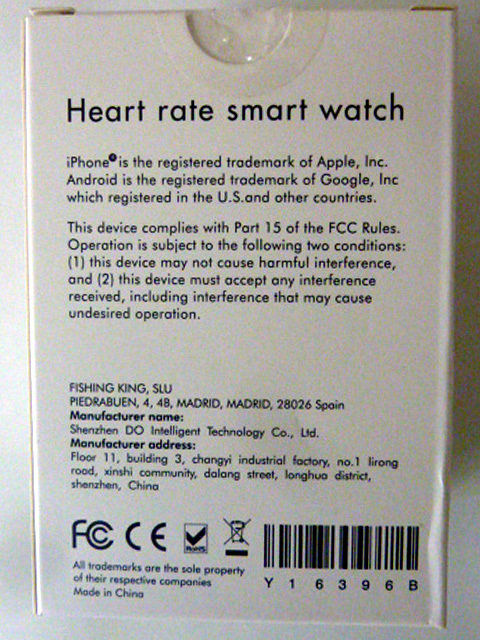 Heart rate smart watch
iPhone® is the registered trademark of Apple, Inc.
Android is the registered trademark of Google, Inc
which registered in the U.S.and other countries.
This device complies with Part 15 of the FCC Rules.
Operation is subject to the following two conditions:
(1) this device may not cause harmful interference,
and (2) this device must accept any interference
received, including interference that may cause
undesired operation.
FISHING KING, SLU
PIEDRABUEN, 4, 4B, MADRID, MADRID, 28026 Spain
Manufacturer name:
Shenzhen DO Intelligent Technology Co., Ltd.
Manufacturer address:
Floor 11, building 3, changyi industrial factory, no.1 lirong
road, xinshi community, dalang street, longhua district,
shenzhen, China
FC CE RoHS
All trademarks are the sole property
of their respective companies
Made in China
Y16396B